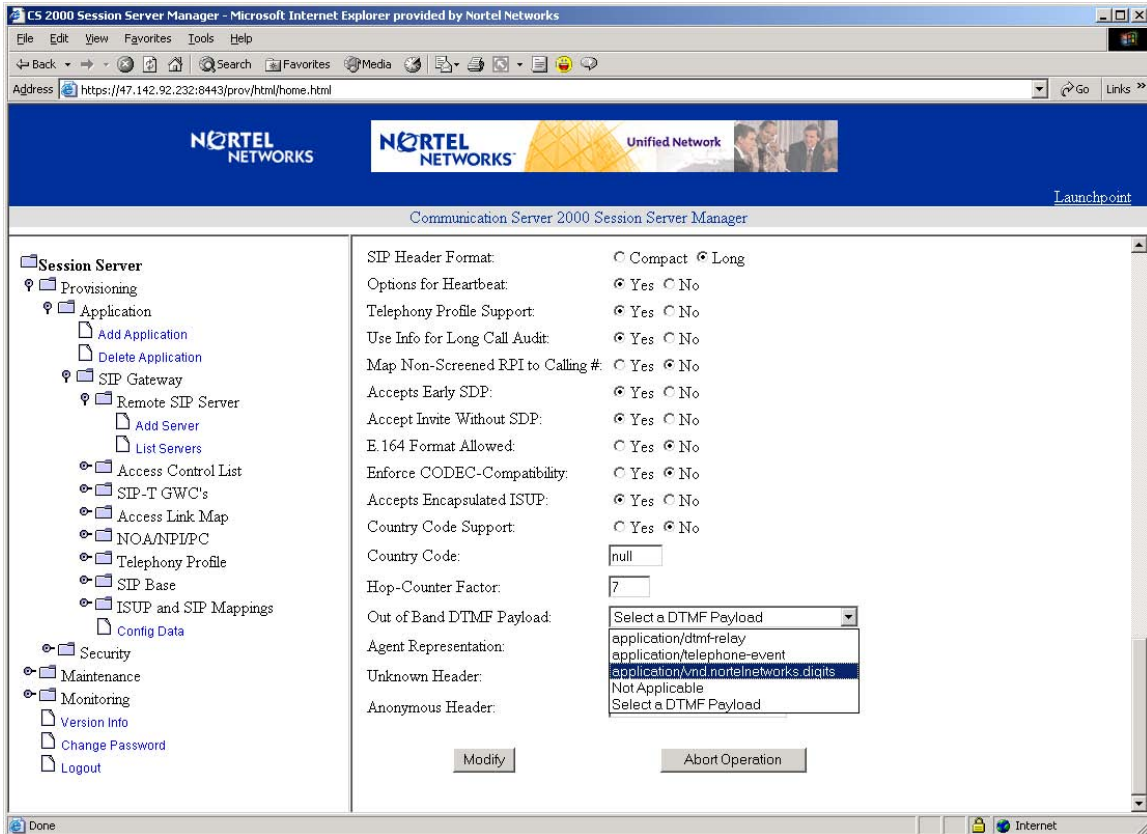 CS 2000 Session Server Manager - Microsoft Internet Explorer provided by Nortel Networks
File Edit View Favorites Tools Help
Back Search Favorites Media
Address https://47.142.92.232:8443/prov/html/home.html Go Links »
NORTEL NETWORKS
NORTEL NETWORKS™ Unified Network
Launchpoint
Communication Server 2000 Session Server Manager
Session Server
Provisioning
Application
Add Application
Delete Application
SIP Gateway
Remote SIP Server
Add Server
List Servers
Access Control List
SIP-T GWC's
Access Link Map
NOA/NPI/PC
Telephony Profile
SIP Base
ISUP and SIP Mappings
Config Data
Security
Maintenance
Monitoring
Version Info
Change Password
Logout
SIP Header Format: Compact Long
Options for Heartbeat: Yes No
Telephony Profile Support: Yes No
Use Info for Long Call Audit: Yes No
Map Non-Screened RPI to Calling #: Yes No
Accepts Early SDP: Yes No
Accept Invite Without SDP: Yes No
E.164 Format Allowed: Yes No
Enforce CODEC-Compatibility: Yes No
Accepts Encapsulated ISUP: Yes No
Country Code Support: Yes No
Country Code: null
Hop-Counter Factor: 7
Out of Band DTMF Payload: Select a DTMF Payload
application/dtmf-relay
application/telephone-event
application/vnd.nortelnetworks.digits
Not Applicable
Select a DTMF Payload
Agent Representation:
Unknown Header:
Anonymous Header:
Modify Abort Operation
Done Internet